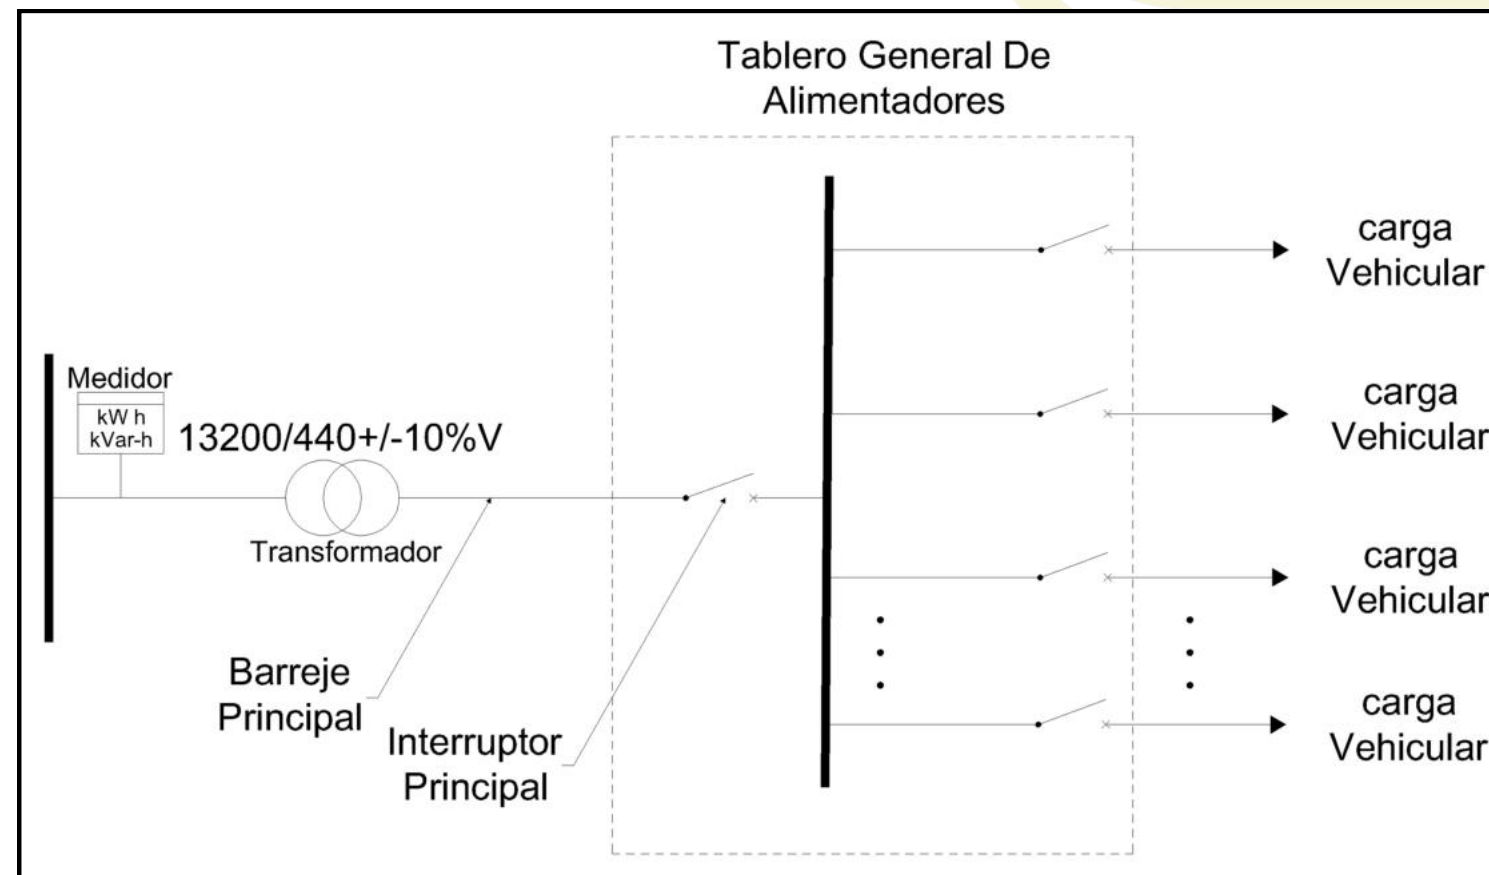 Tablero General De
Alimentadores
carga
Vehicular
carga
Vehicular
Medidor
kW h
kVar-h
13200/440+/-10%V
Transformador
carga
Vehicular
Barreje
Principal
Interruptor
Principal
carga
Vehicular